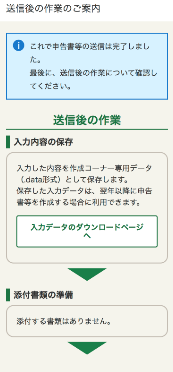 送信後の作業のご案内
これで申告書等の送信は完了しまし
た。
最後に、送信後の作業について確認し
てください。
送信後の作業
入力内容の保存
入力した内容を作成コーナー専用データ
（.data形式）として保存します。
保存した入力データは、翌年以降に申告
書等を作成する場合に利用できます。
入力データのダウンロードページ
へ
添付書類の準備
添付する書類はありません。